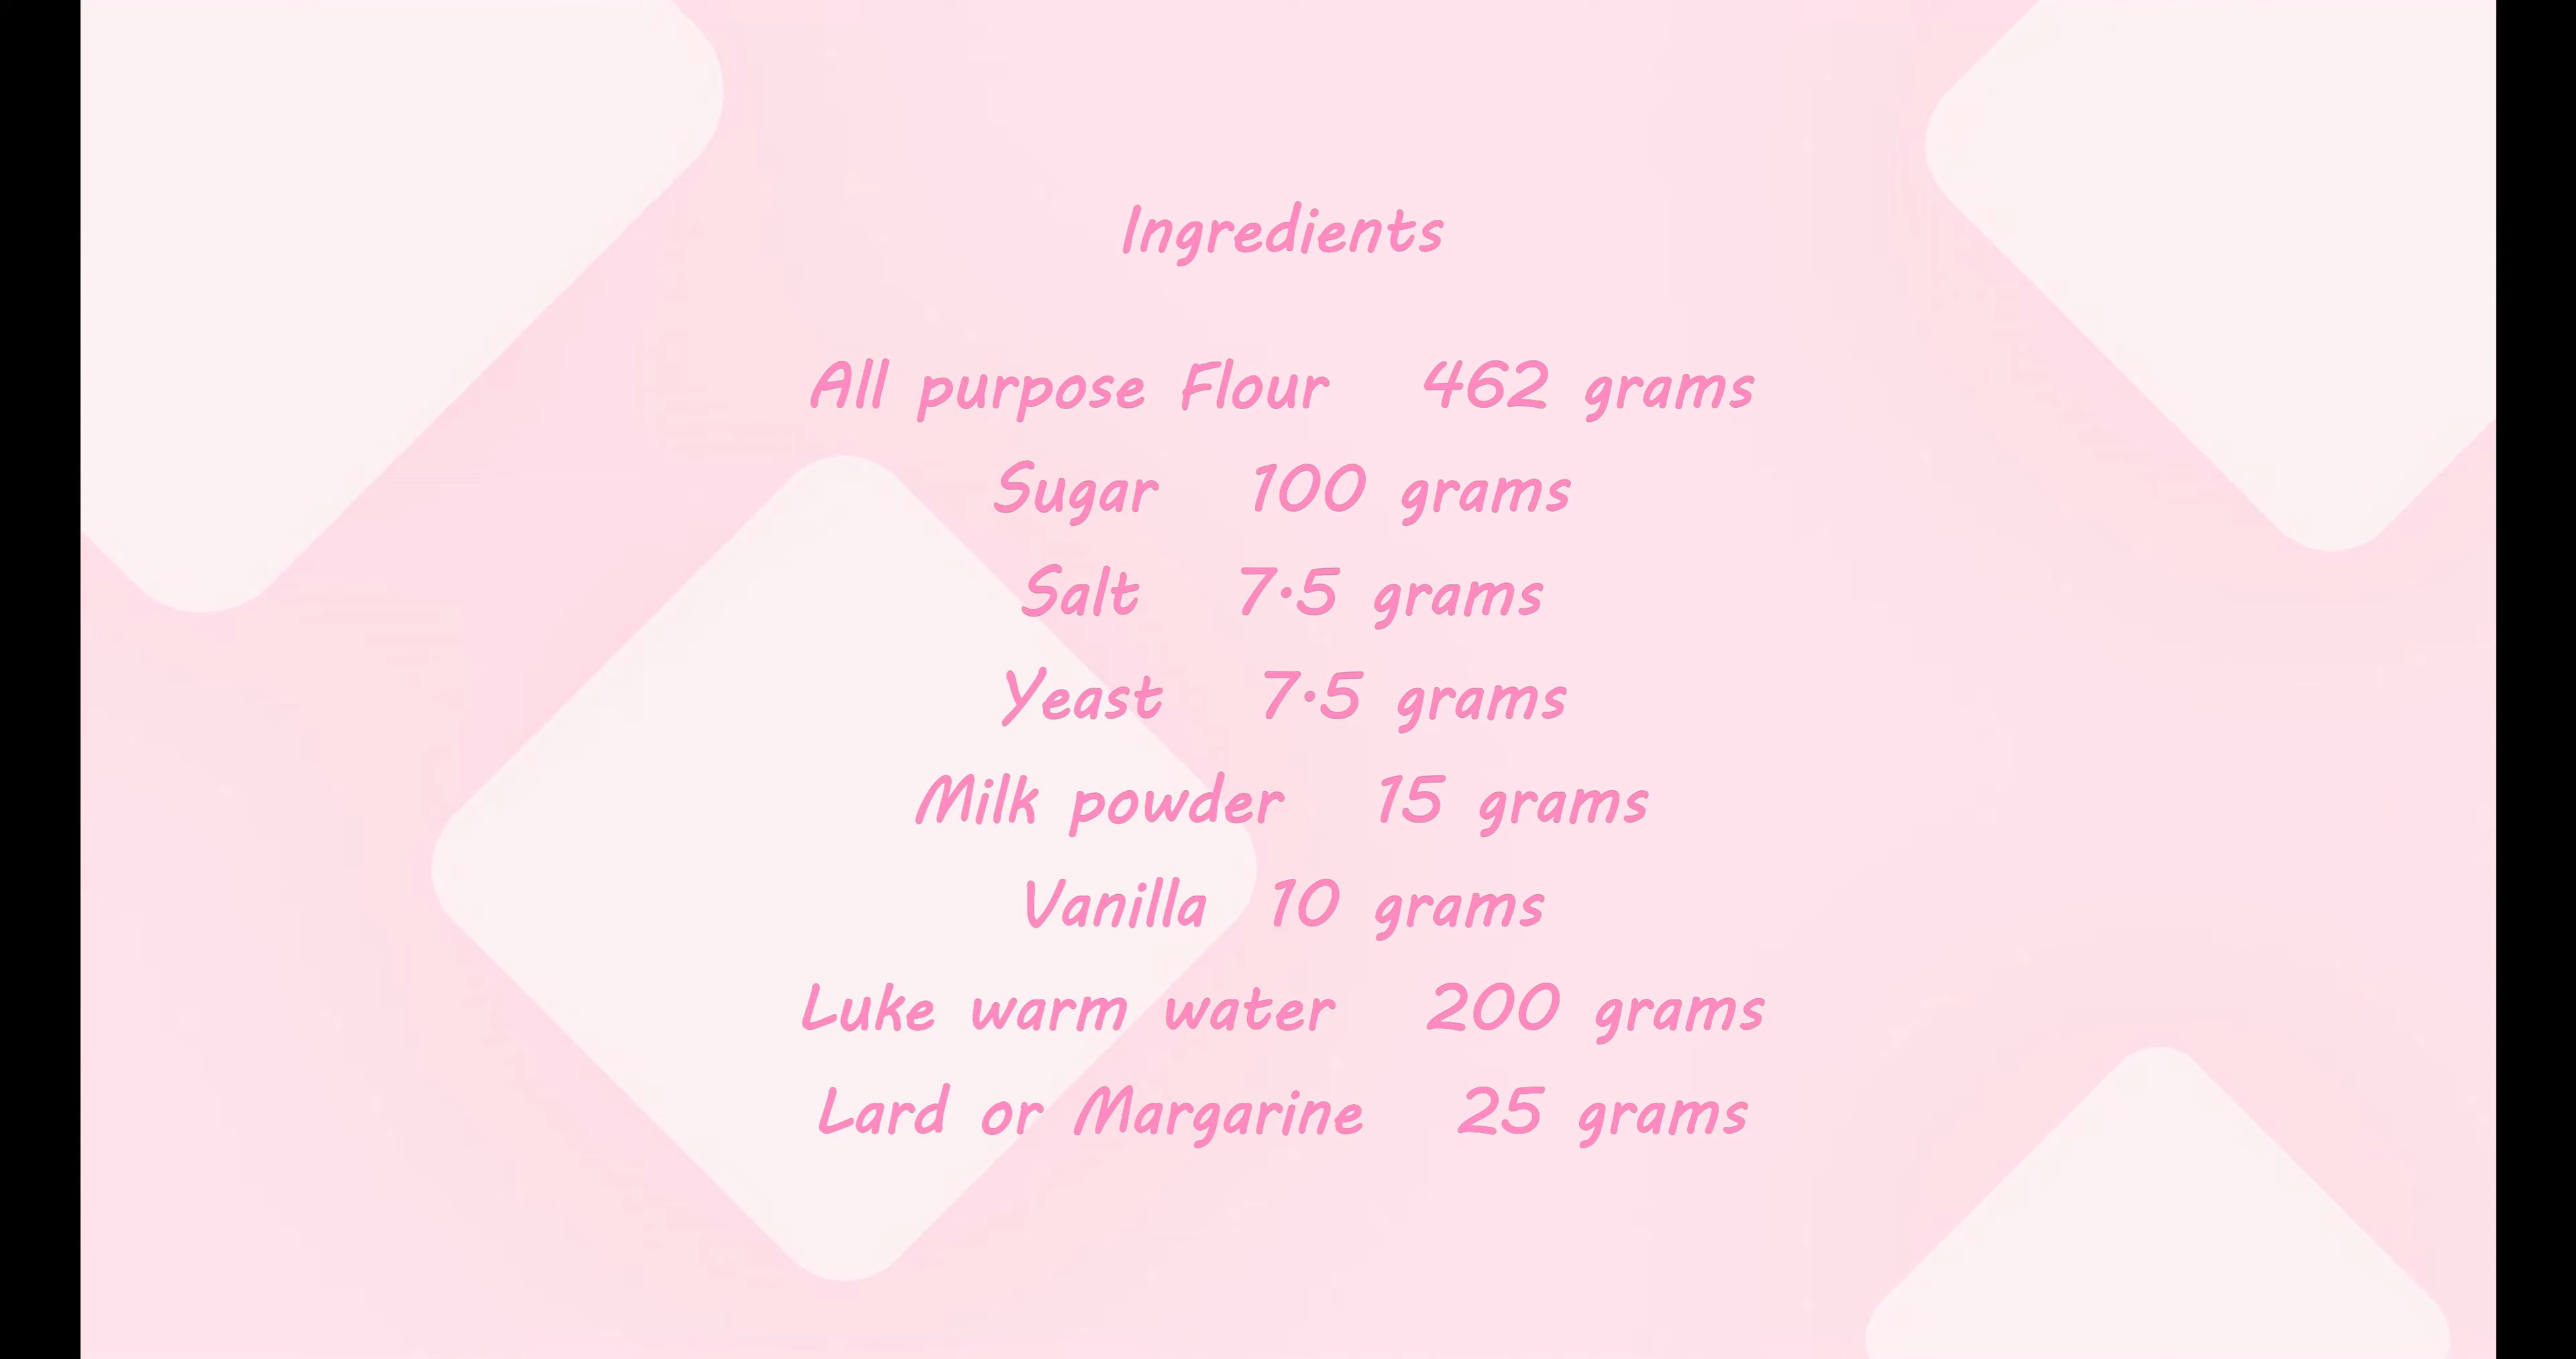 Ingredients
All purpose Flour 462 grams
Sugar 100 grams
Salt 7.5 grams
Yeast 7.5 grams
Milk powder 15 grams
Vanilla 10 grams
Luke warm water 200 grams
Lard or Margarine 25 grams